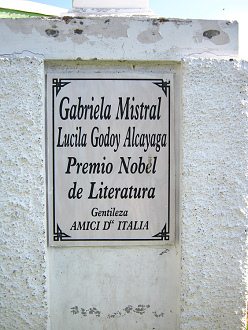 Gabriela Mistral
Lucila Godoy Alcayaga
Premio Nobel
de Literatura
Gentileza
AMICI D'E ITALIA